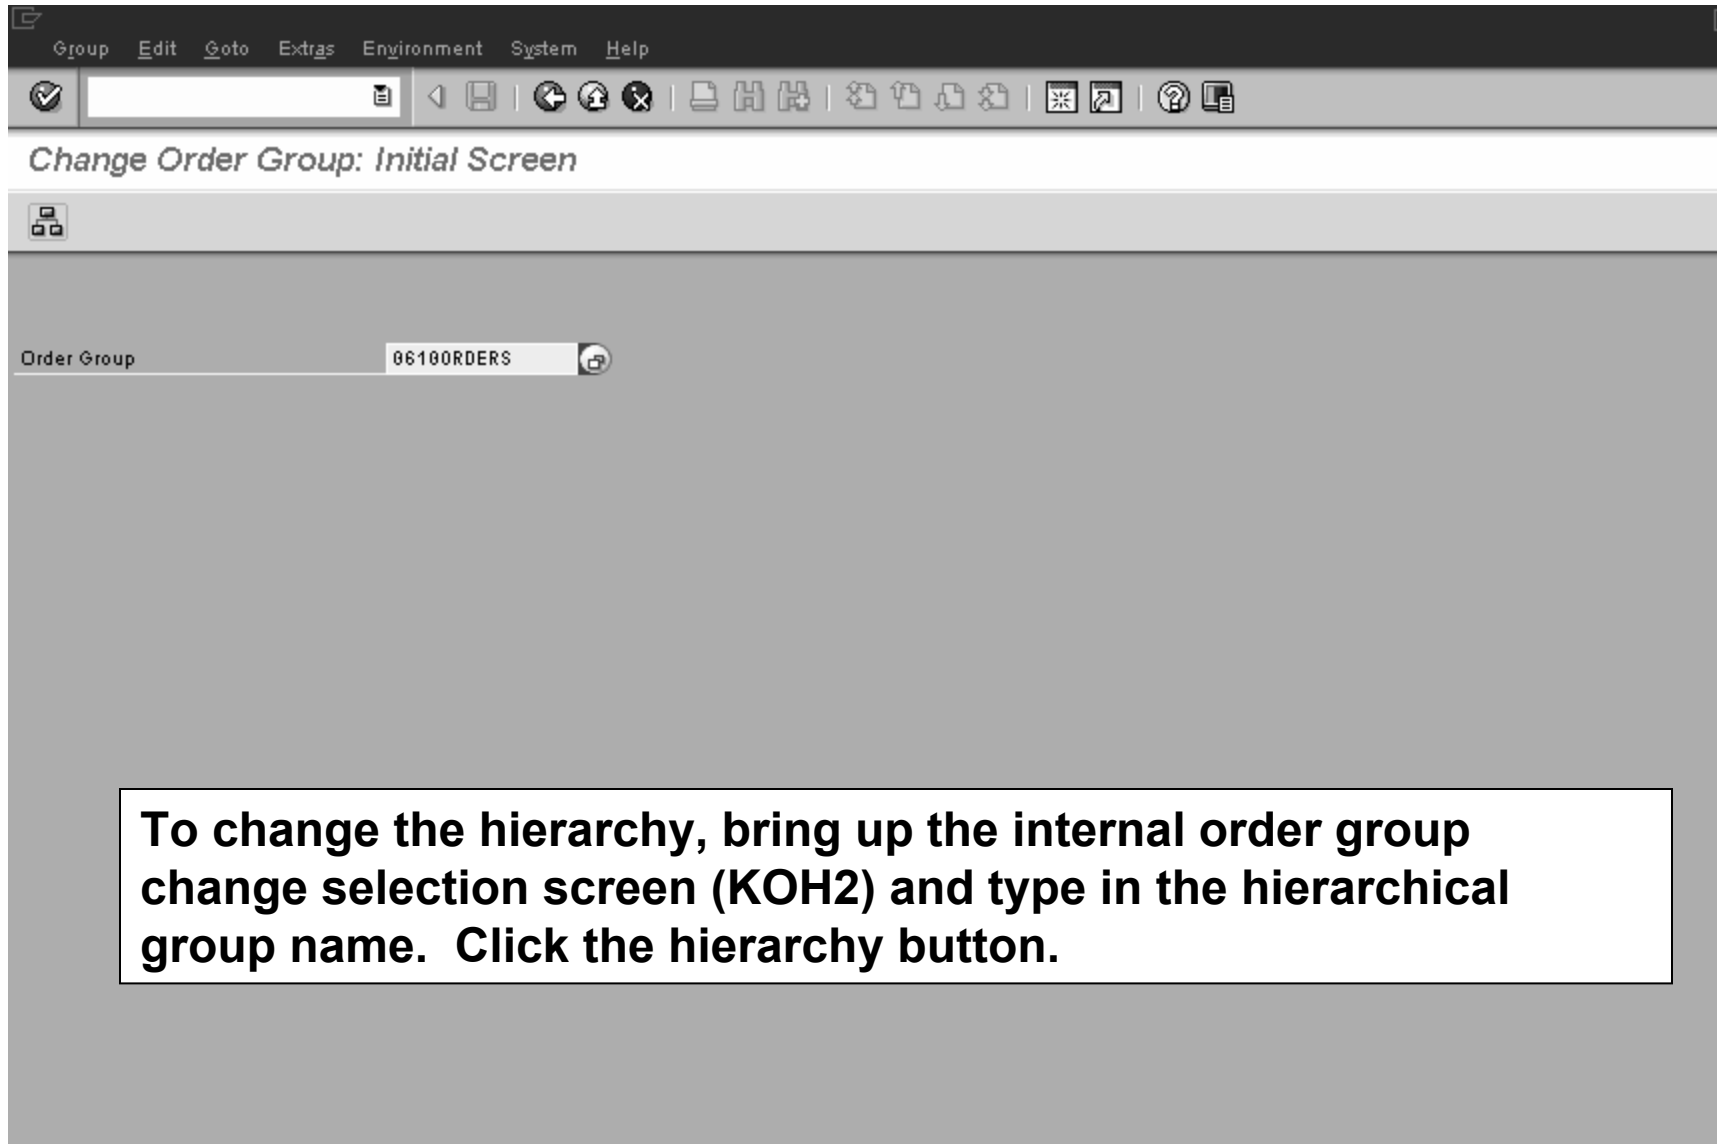 Group Edit Goto Extras Environment System Help
Change Order Group: Initial Screen
Order Group 0610ORDERS
To change the hierarchy, bring up the internal order group
change selection screen (KOH2) and type in the hierarchical
group name.  Click the hierarchy button.